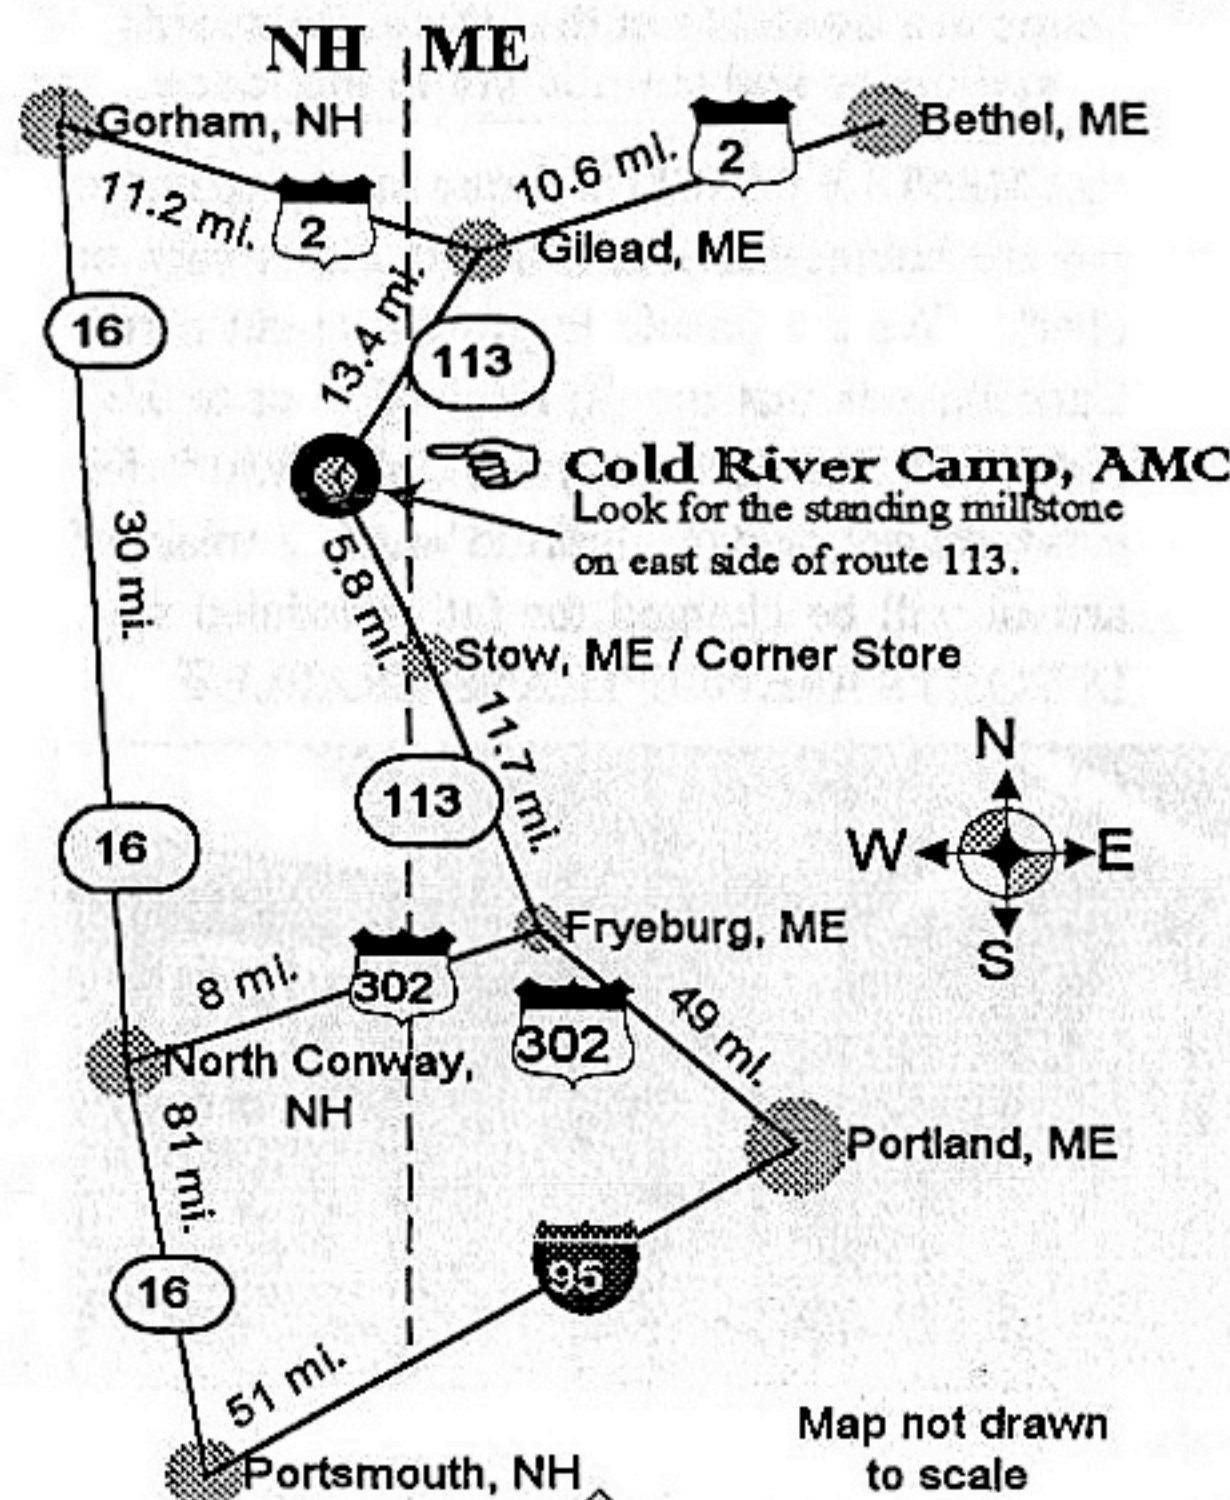 NH ME
Gorham, NH
Bethel, ME
11.2 mi.
2
10.6 mi.
2
Gilead, ME
16
13.4 mi.
113
Cold River Camp, AMC
Look for the standing millstone
on east side of route 113.
30 mi.
5.8 mi.
Stow, ME / Corner Store
11.7 mi.
113
16
N
W E
S
Fryeburg, ME
8 mi.
302
302
49 mi.
North Conway,
NH
81 mi.
Portland, ME
95
16
51 mi.
Map not drawn
to scale
Portsmouth, NH